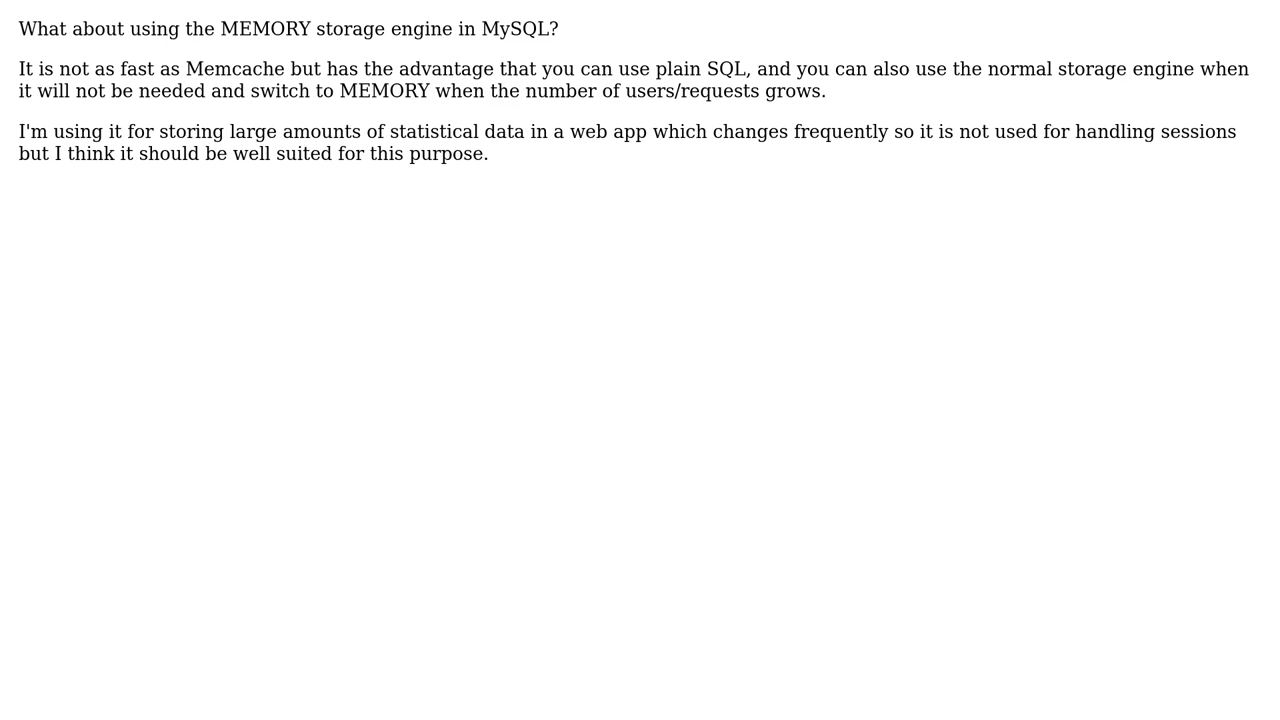 What about using the MEMORY storage engine in MySQL?
It is not as fast as Memcache but has the advantage that you can use plain SQL, and you can also use the normal storage engine when
it will not be needed and switch to MEMORY when the number of users/requests grows.
I'm using it for storing large amounts of statistical data in a web app which changes frequently so it is not used for handling sessions
but I think it should be well suited for this purpose.